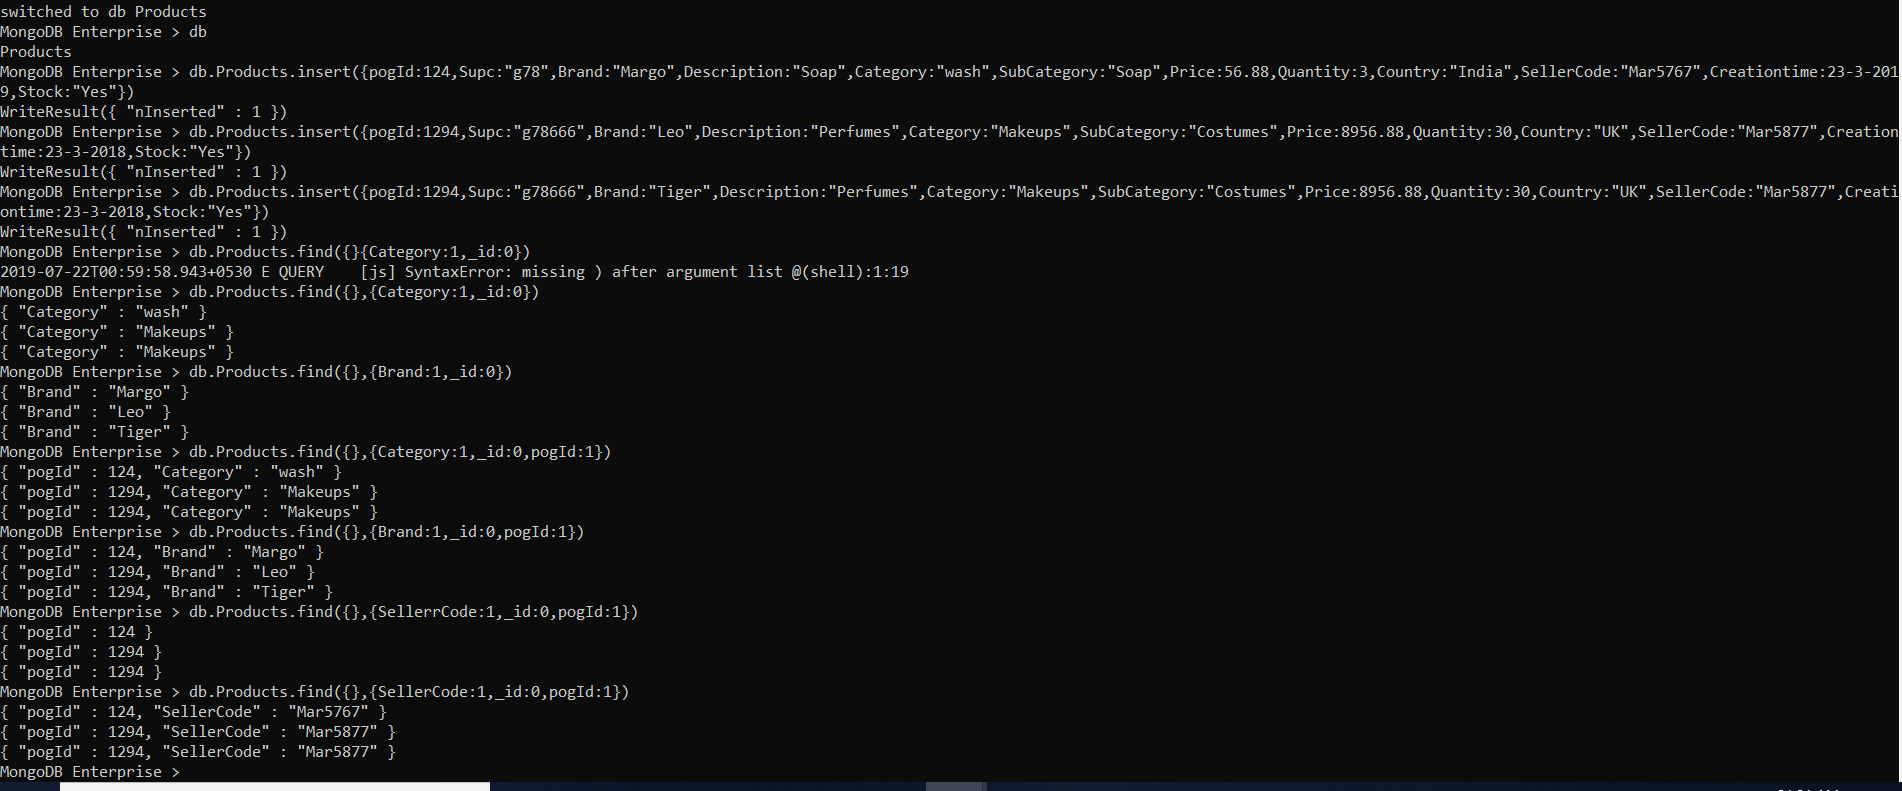 switched to db Products
MongoDB Enterprise > db
Products
MongoDB Enterprise > db.Products.insert({pogId:124,Supc:"g78",Brand:"Margo",Description:"Soap",Category:"wash",SubCategory:"Soap",Price:56.88,Quantity:3,Country:"India",SellerCode:"Mar5767",Creationtime:23-3-201
9,Stock:"Yes"})
WriteResult({ "nInserted" : 1 })
MongoDB Enterprise > db.Products.insert({pogId:1294,Supc:"g78666",Brand:"Leo",Description:"Perfumes",Category:"Makeups",SubCategory:"Costumes",Price:8956.88,Quantity:30,Country:"UK",SellerCode:"Mar5877",Creation
time:23-3-2018,Stock:"Yes"})
WriteResult({ "nInserted" : 1 })
MongoDB Enterprise > db.Products.insert({pogId:1294,Supc:"g78666",Brand:"Tiger",Description:"Perfumes",Category:"Makeups",SubCategory:"Costumes",Price:8956.88,Quantity:30,Country:"UK",SellerCode:"Mar5877",Creati
ontime:23-3-2018,Stock:"Yes"})
WriteResult({ "nInserted" : 1 })
MongoDB Enterprise > db.Products.find({}{Category:1,_id:0})
2019-07-22T00:59:58.943+0530 E QUERY    [js] SyntaxError: missing ) after argument list @(shell):1:19
MongoDB Enterprise > db.Products.find({},{Category:1,_id:0})
{ "Category" : "wash" }
{ "Category" : "Makeups" }
{ "Category" : "Makeups" }
MongoDB Enterprise > db.Products.find({},{Brand:1,_id:0})
{ "Brand" : "Margo" }
{ "Brand" : "Leo" }
{ "Brand" : "Tiger" }
MongoDB Enterprise > db.Products.find({},{Category:1,_id:0,pogId:1})
{ "pogId" : 124, "Category" : "wash" }
{ "pogId" : 1294, "Category" : "Makeups" }
{ "pogId" : 1294, "Category" : "Makeups" }
MongoDB Enterprise > db.Products.find({},{Brand:1,_id:0,pogId:1})
{ "pogId" : 124, "Brand" : "Margo" }
{ "pogId" : 1294, "Brand" : "Leo" }
{ "pogId" : 1294, "Brand" : "Tiger" }
MongoDB Enterprise > db.Products.find({},{SellerrCode:1,_id:0,pogId:1})
{ "pogId" : 124 }
{ "pogId" : 1294 }
{ "pogId" : 1294 }
MongoDB Enterprise > db.Products.find({},{SellerCode:1,_id:0,pogId:1})
{ "pogId" : 124, "SellerCode" : "Mar5767" }
{ "pogId" : 1294, "SellerCode" : "Mar5877" }
{ "pogId" : 1294, "SellerCode" : "Mar5877" }
MongoDB Enterprise >